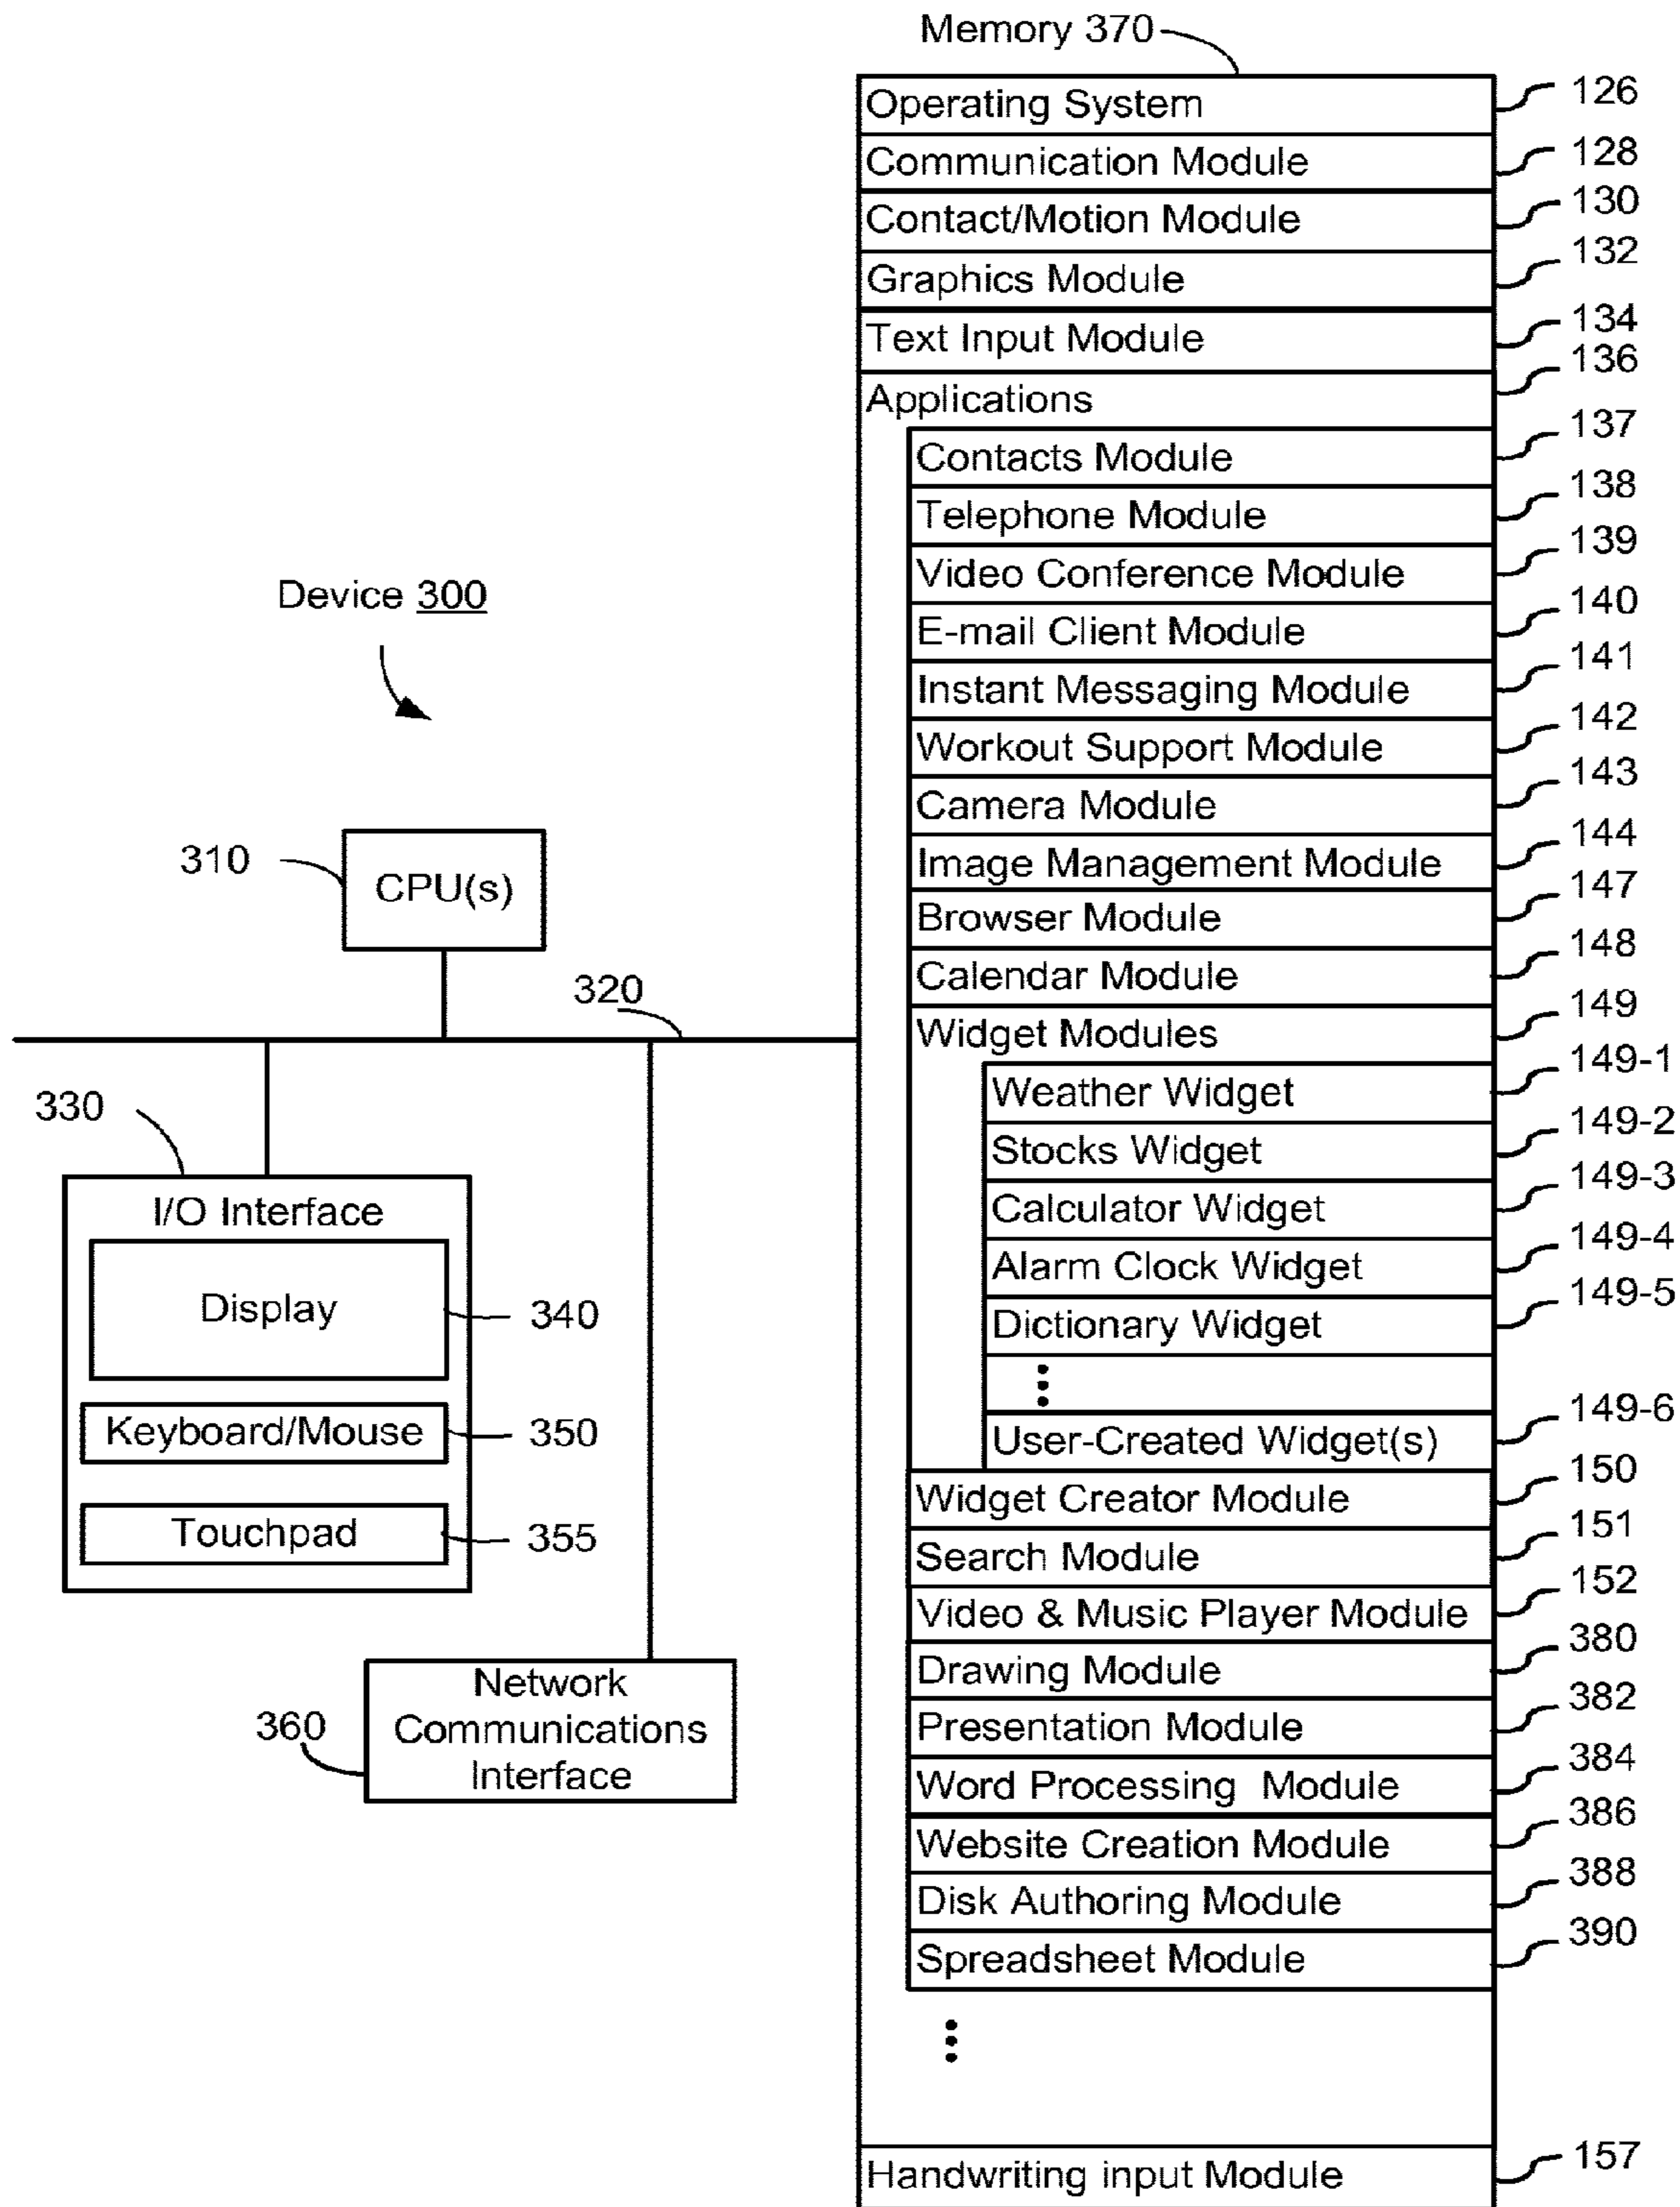 Memory 370
Operating System 126
Communication Module 128
Contact/Motion Module 130
Graphics Module 132
Text Input Module 134
Applications 136
Contacts Module 137
Telephone Module 138
Video Conference Module 139
E-mail Client Module 140
Instant Messaging Module 141
Workout Support Module 142
Camera Module 143
Image Management Module 144
Browser Module 147
Calendar Module 148
Widget Modules 149
Weather Widget 149-1
Stocks Widget 149-2
Calculator Widget 149-3
Alarm Clock Widget 149-4
Dictionary Widget 149-5
User-Created Widget(s) 149-6
Widget Creator Module 150
Search Module 151
Video & Music Player Module 152
Drawing Module 380
Presentation Module 382
Word Processing Module 384
Website Creation Module 386
Disk Authoring Module 388
Spreadsheet Module 390
Handwriting input Module 157
Device 300
310
CPU(s)
320
330
I/O Interface
Display 340
Keyboard/Mouse 350
Touchpad 355
360
Network
Communications
Interface